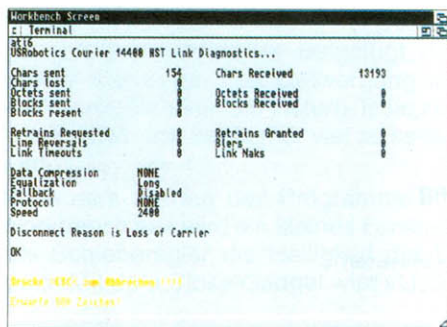 Workbench Screen
Terminal
ati6
USRobotics Courier 14400 HST Link Diagnostics...
Chars sent 154 Chars Received 13193
Chars lost 0
Octets sent 0 Octets Received 0
Blocks sent 0 Blocks Received 0
Blocks resent 0
Retrains Requested 0 Retrains Granted 0
Line Reversals 0 Blers 0
Link Timeouts 0 Link Naks 0
Data Compression NONE
Equalization Long
Fallback Disabled
Protocol NONE
Speed 2400
Disconnect Reason is Loss of Carrier
OK
Drücke (ESC) zum Abbrechen
Erwarte 600 Zeichen!